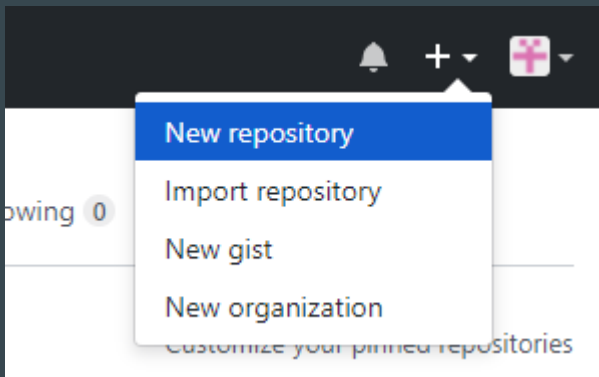 New repository
Import repository
owing 0
New gist
New organization
Customize your pinned repositories